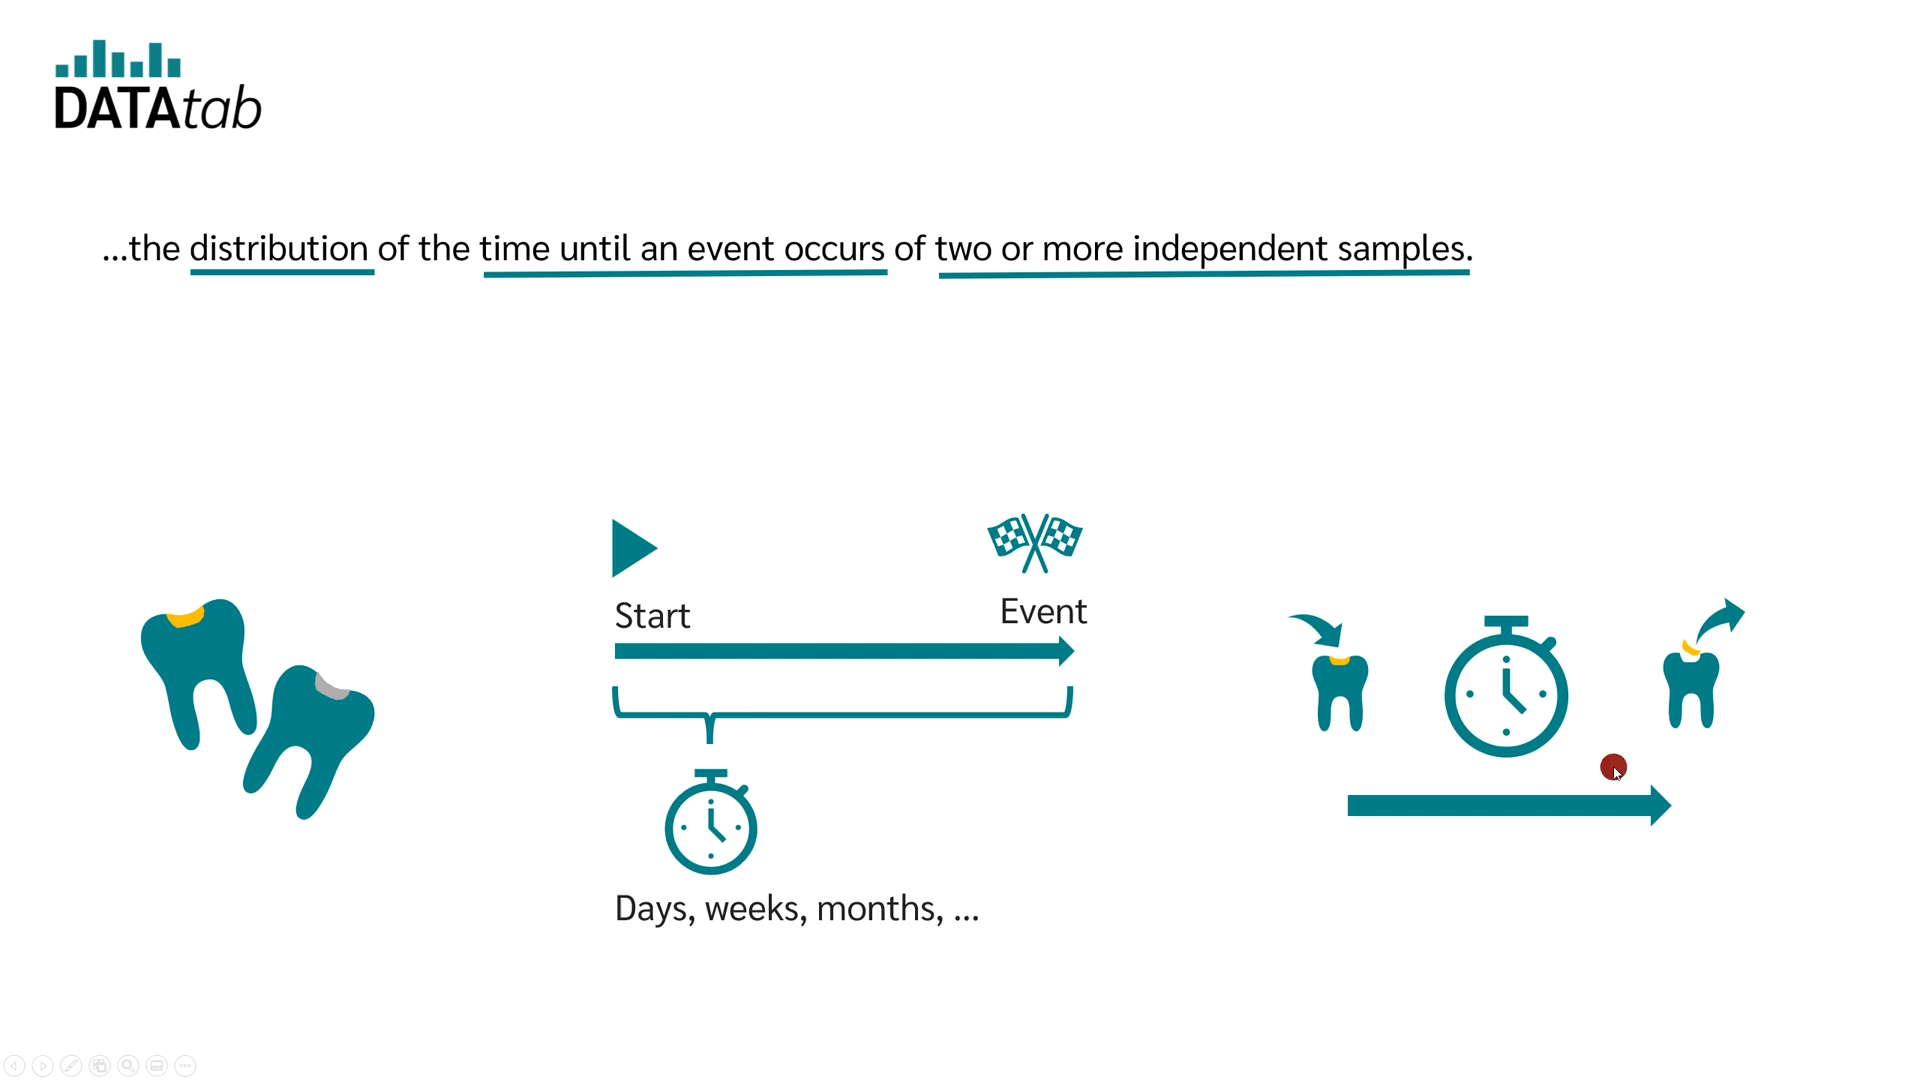 DATAtab
...the distribution of the time until an event occurs of two or more independent samples.
Start
Event
Days, weeks, months, ...